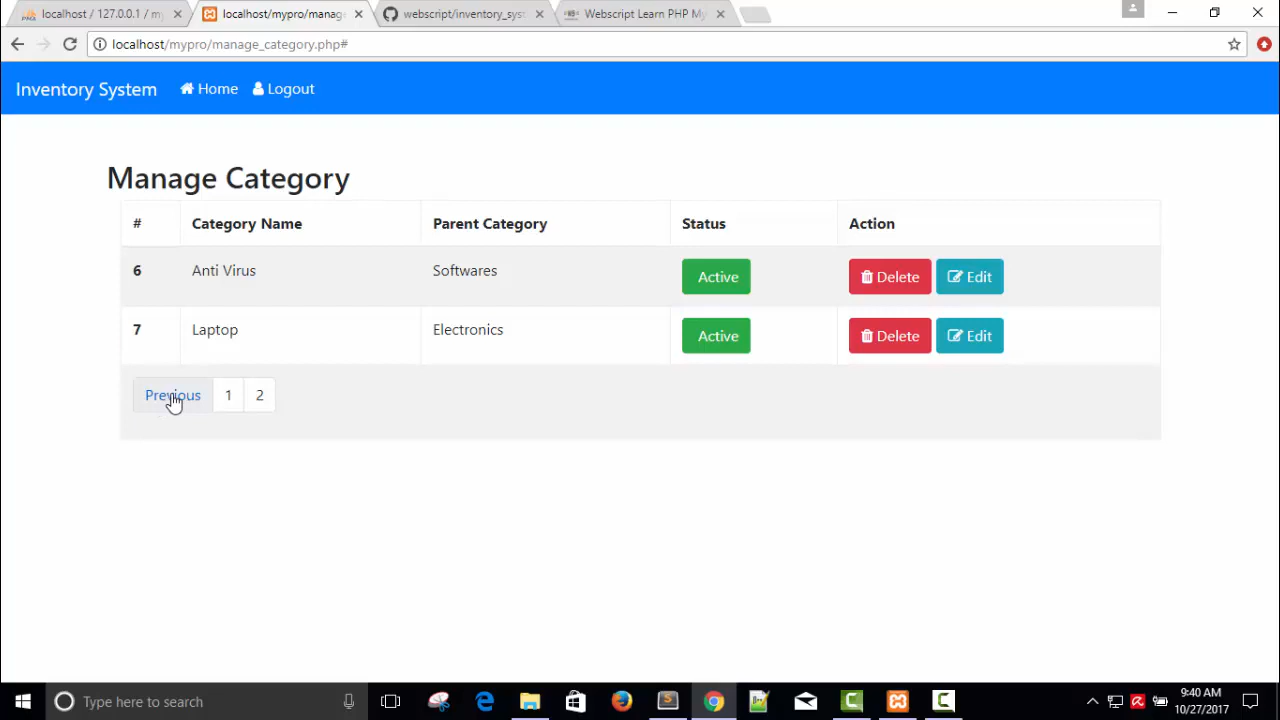 localhost / 127.0.0.1 / m
localhost/mypro/manag
webscript/inventory_sys
Webscript Learn PHP My
localhost/mypro/manage_category.php#
Inventory System Home Logout
Manage Category
# Category Name Parent Category Status Action
6 Anti Virus Softwares Active Delete Edit
7 Laptop Electronics Active Delete Edit
Previous 1 2
Type here to search
9:40 AM
10/27/2017